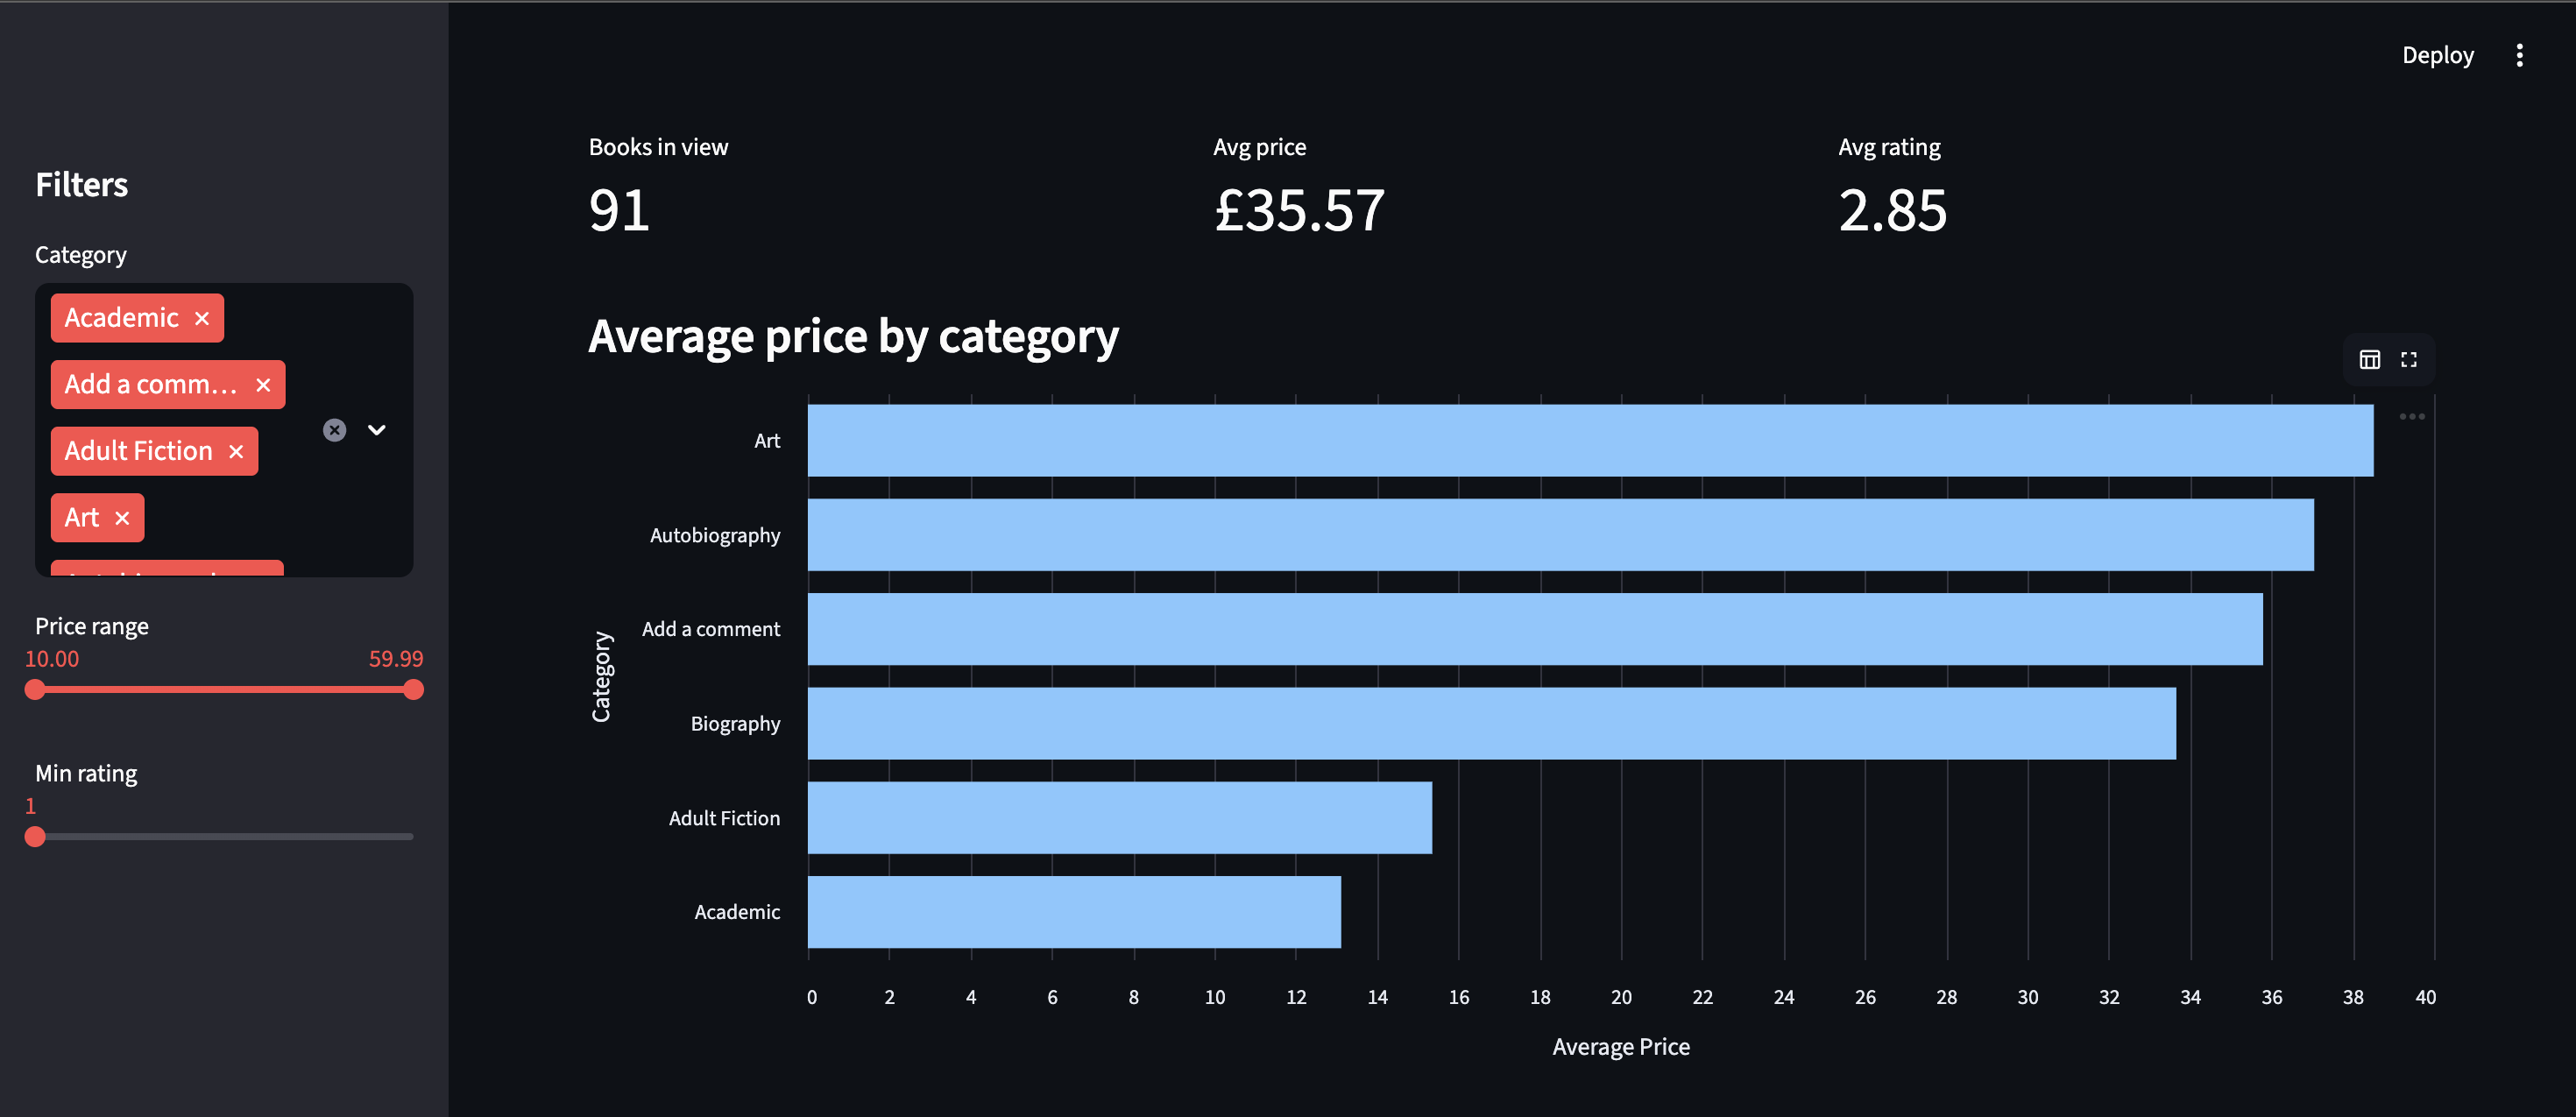 Deploy
Filters
Category
Academic
Add a comm...
Adult Fiction
Art
Price range
10.00 59.99
Min rating
1
Books in view
91
Avg price
£35.57
Avg rating
2.85
Average price by category
Category
Art
Autobiography
Add a comment
Biography
Adult Fiction
Academic
0 2 4 6 8 10 12 14 16 18 20 22 24 26 28 30 32 34 36 38 40
Average Price